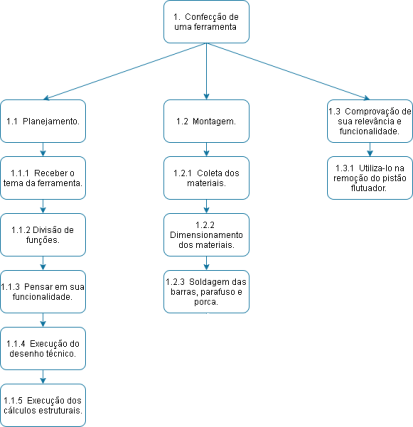 1. Confecção de
uma ferramenta
1.1 Planejamento.
1.2 Montagem.
1.3 Comprovação de
sua relevância e
funcionalidade.
1.1.1 Receber o
tema da ferramenta.
1.2.1 Coleta dos
materiais.
1.3.1 Utiliza-lo na
remoção do pistão
flutuador.
1.1.2 Divisão de
funções.
1.2.2
Dimensionamento
dos materiais.
1.1.3 Pensar em sua
funcionalidade.
1.2.3 Soldagem das
barras, parafuso e
porca.
1.1.4 Execução do
desenho técnico.
1.1.5 Execução dos
cálculos estruturais.